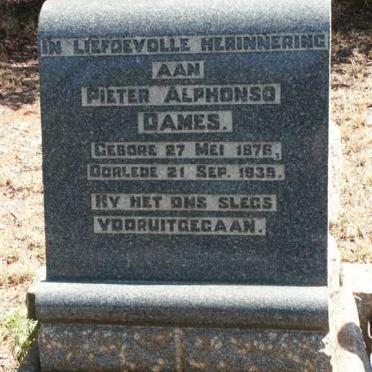 IN LIEFDEVOLLE HERINNERING
AAN
PIETER ALPHONSO
DAMES.
GEBORE 27 MEI 1876,
OORLEDE 21 SEP. 1939.
HY HET ONS SLEGS
VOORUITGEGAAN.